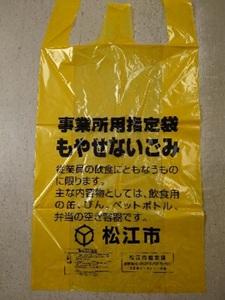 事業所用指定袋
もやせないごみ
従業員の飲食にともなうもの
に限ります。
主な内容物としては、飲食用
の缶、びん、ペットボトル、
弁当の空き容器です。
松江市